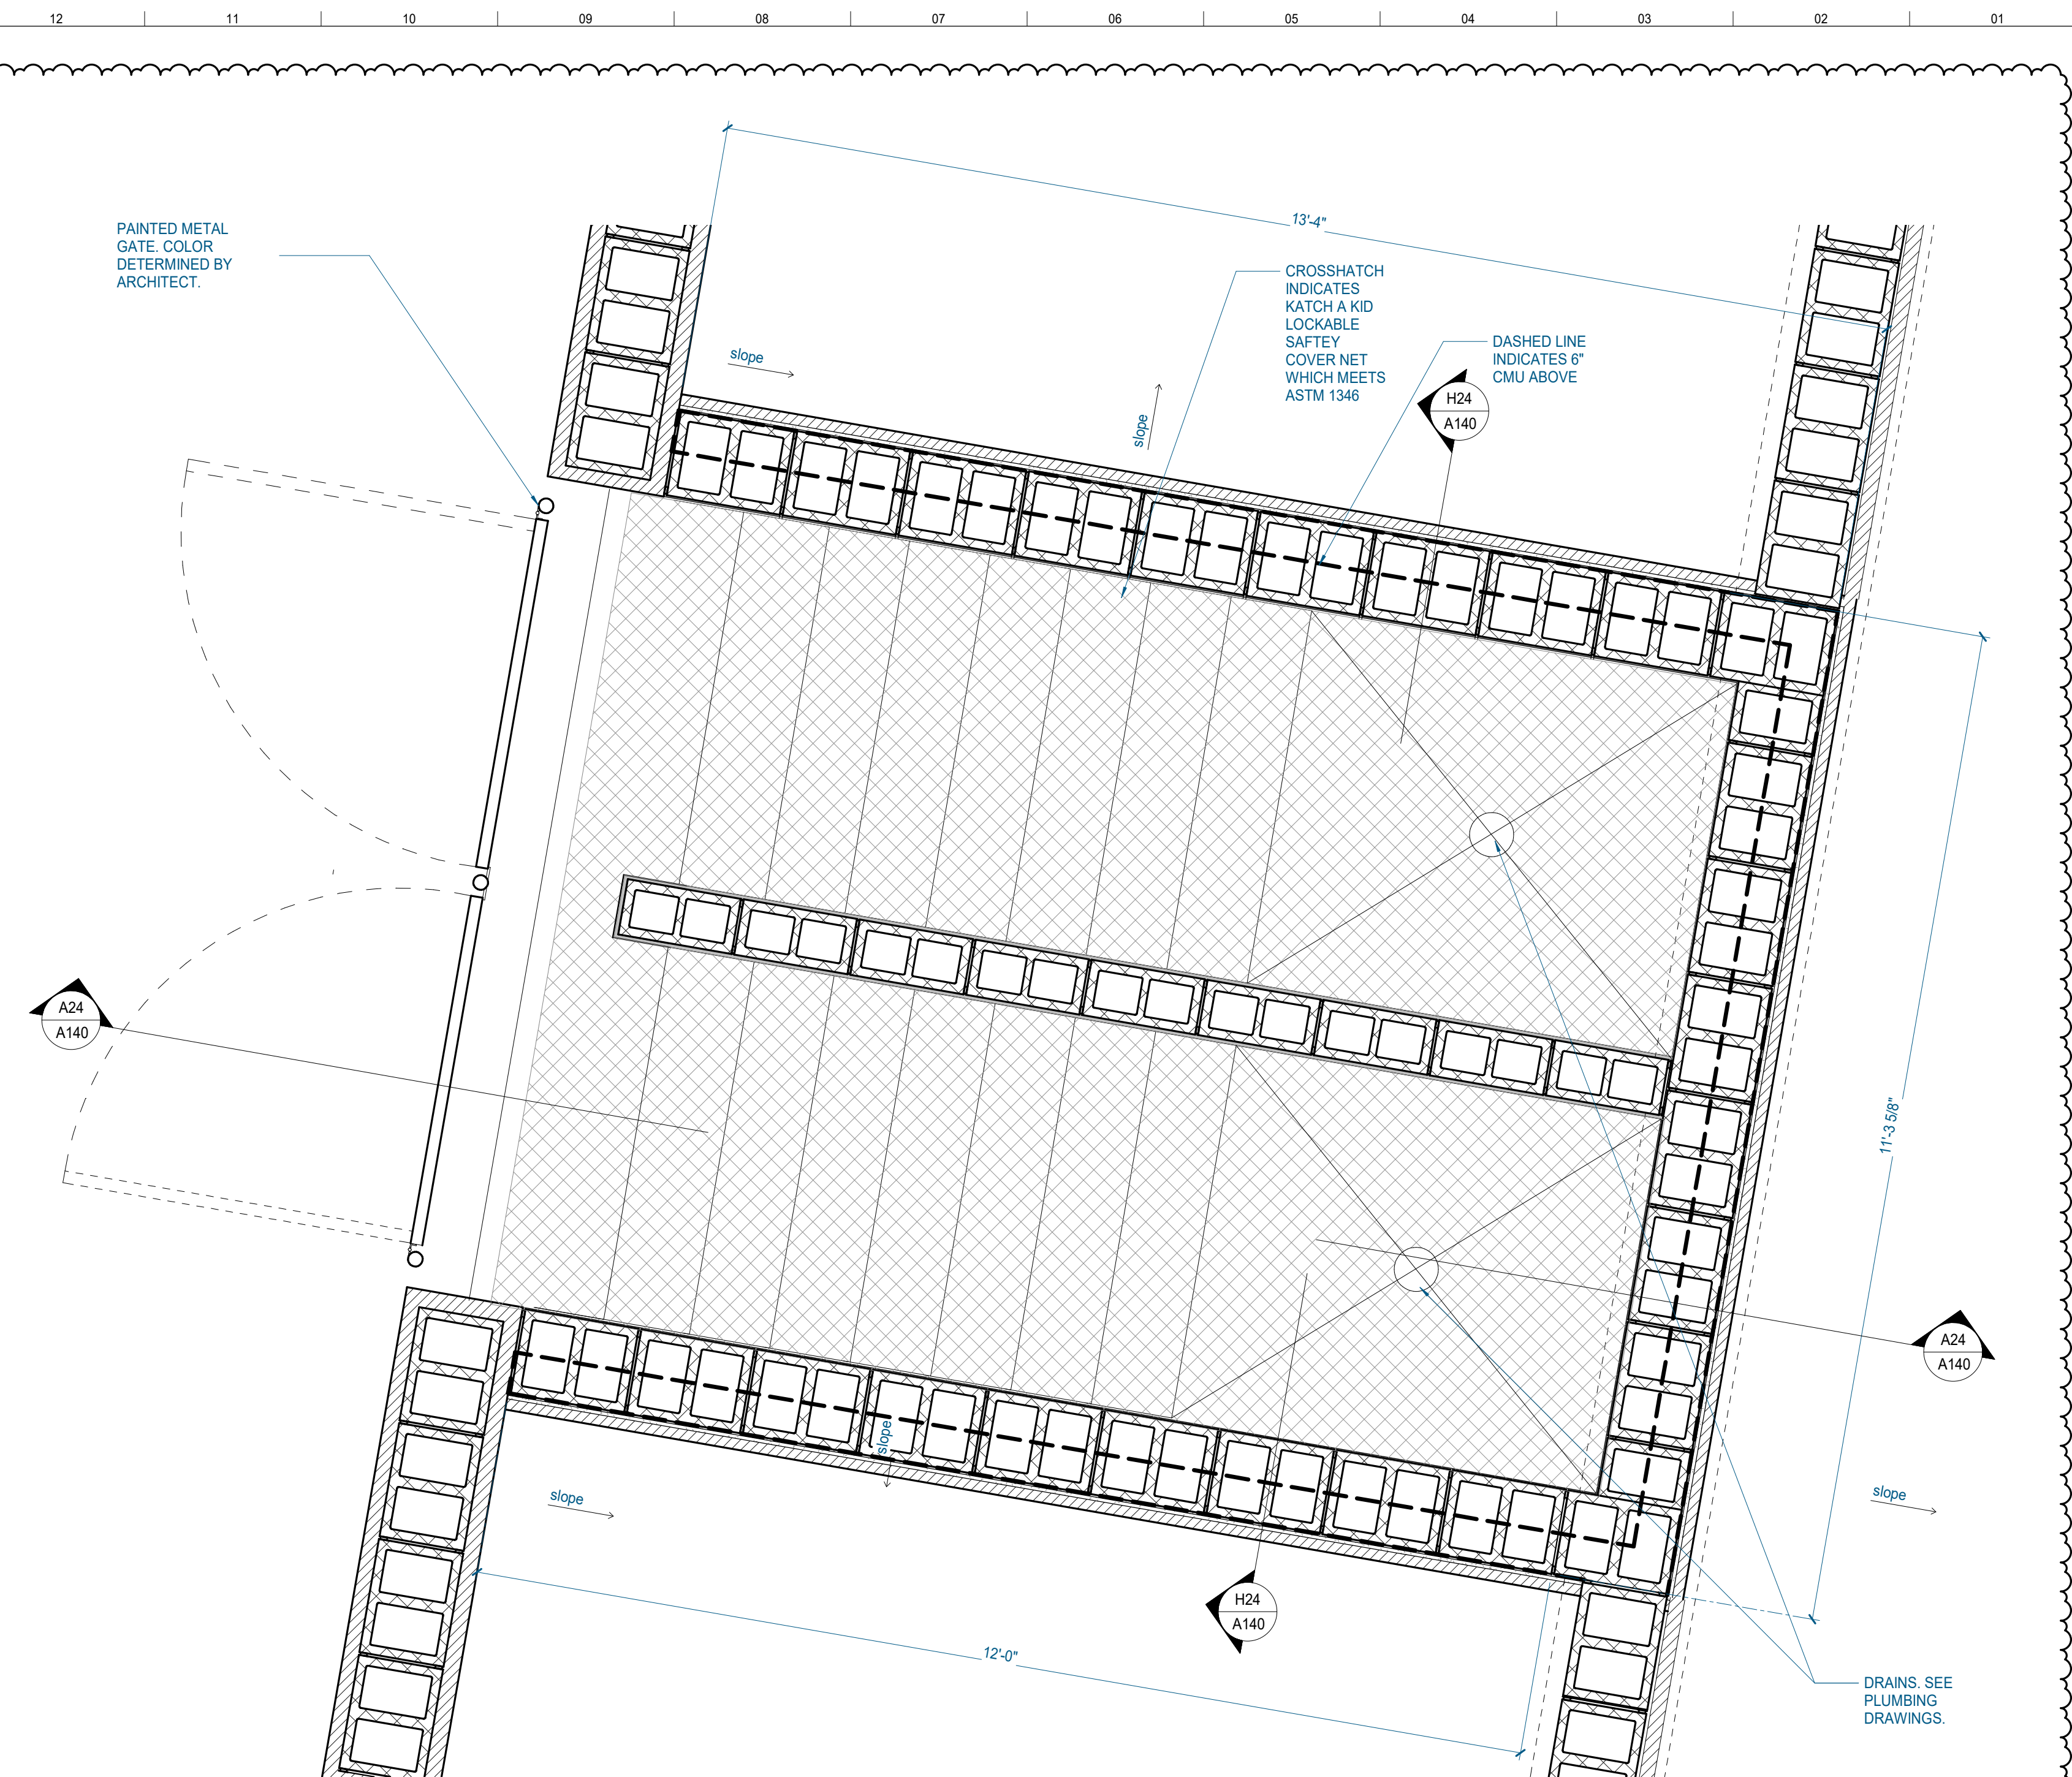 12 11 10 09 08 07 06 05 04 03 02 01
13'-4"
PAINTED METAL
GATE. COLOR
DETERMINED BY
ARCHITECT.
CROSSHATCH
INDICATES
KATCH A KID
LOCKABLE
SAFTEY
COVER NET
WHICH MEETS
ASTM 1346
DASHED LINE
INDICATES 6"
CMU ABOVE
slope
slope
H24
A140
A24
A140
11'-3 5/8"
A24
A140
slope
slope
slope
H24
A140
12'-0"
DRAINS. SEE
PLUMBING
DRAWINGS.